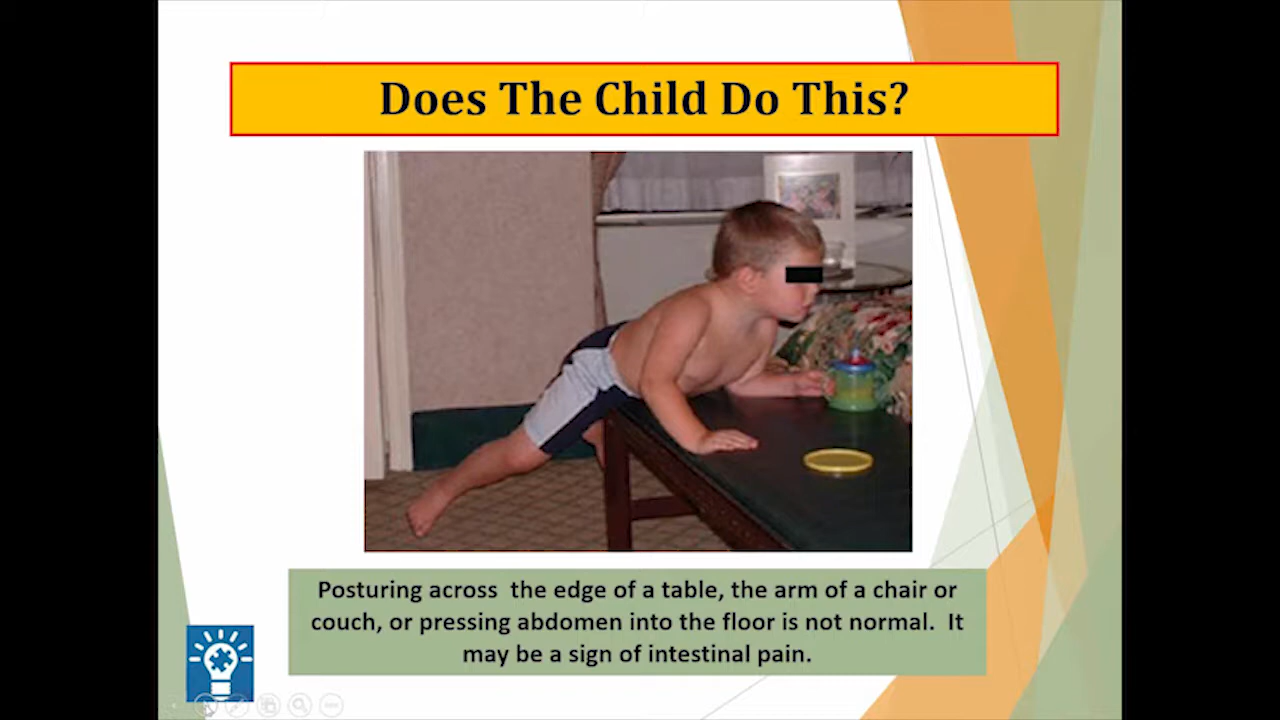 Does The Child Do This?
Posturing across the edge of a table, the arm of a chair or
couch, or pressing abdomen into the floor is not normal. It
may be a sign of intestinal pain.